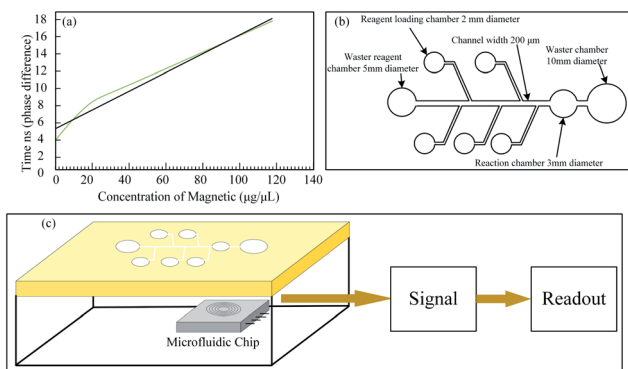 (a)
18
16
14
12
10
8
6
4
2
0
Time ns (phase difference)
0 20 40 60 80 100 120 140
Concentration of Magnetic (μg/μL)
(b)
Reagent loading chamber 2 mm diameter
Channel width 200 μm
Waster reagent
chamber 5mm diameter
Waster chamber
10mm diameter
Reaction chamber 3mm diameter
(c)
Microfluidic Chip
Signal
Readout